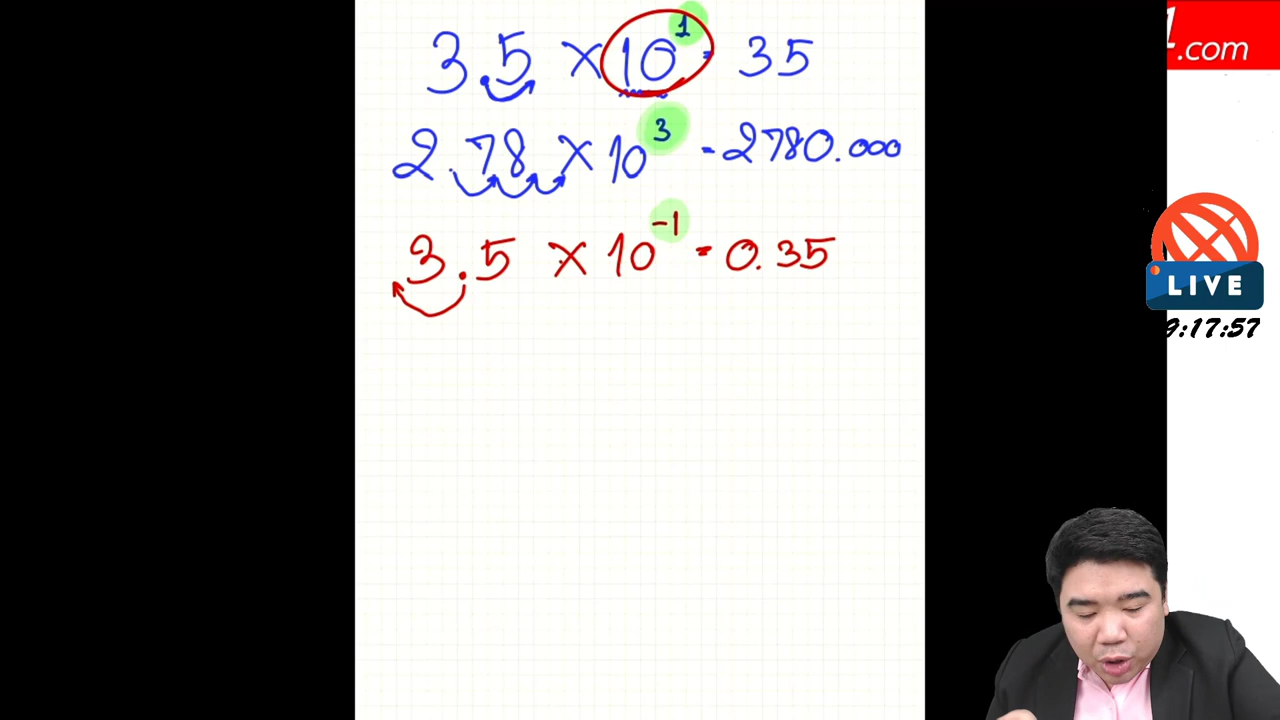 3.5 × 10¹ = 35
2.78 × 10³ = 2780.000
3.5 × 10⁻¹ = 0.35
.com
LIVE
9:17:57